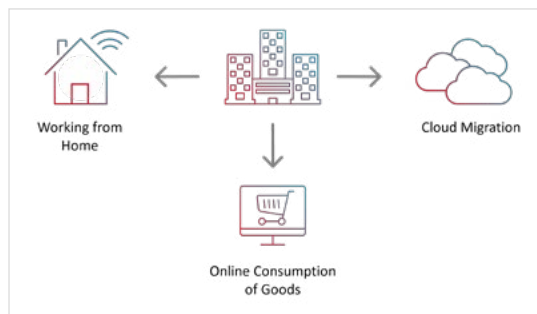 Working from
Home
Cloud Migration
Online Consumption
of Goods